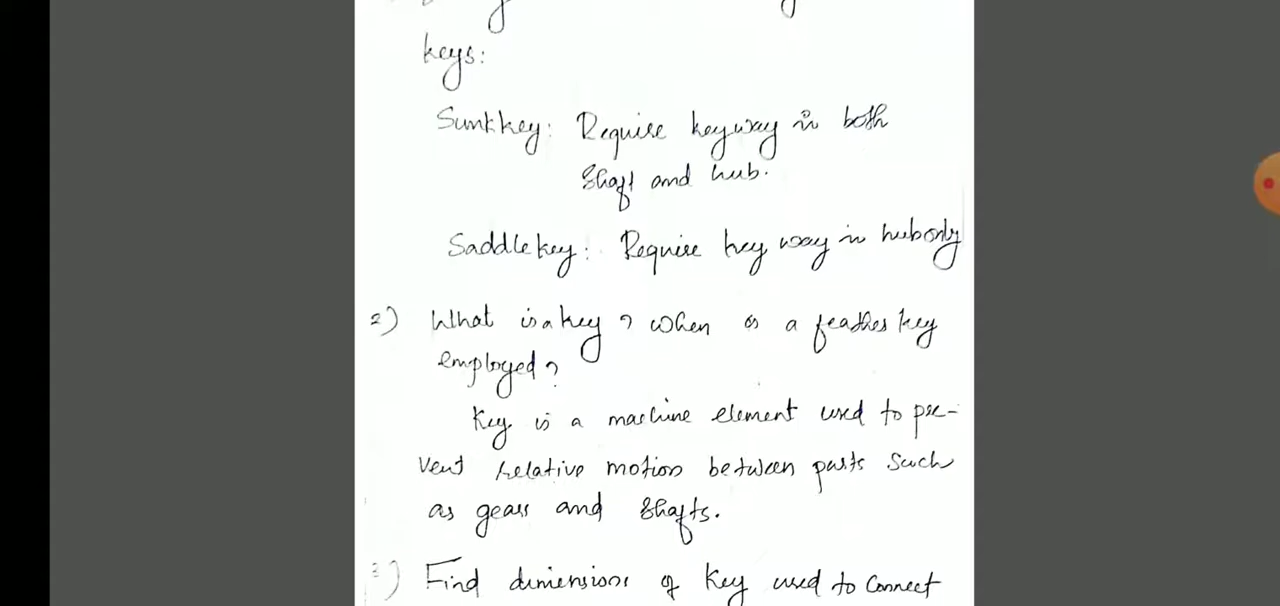 keys:
Sunk key: Require keyway in both
shaft and hub.
Saddle key: Require key way in hub only
2) What is a key? when is a feather key
employed?
Key is a machine element used to pre-
vent relative motion between parts such
as gears and shafts.
3) Find dimensions of key used to connect